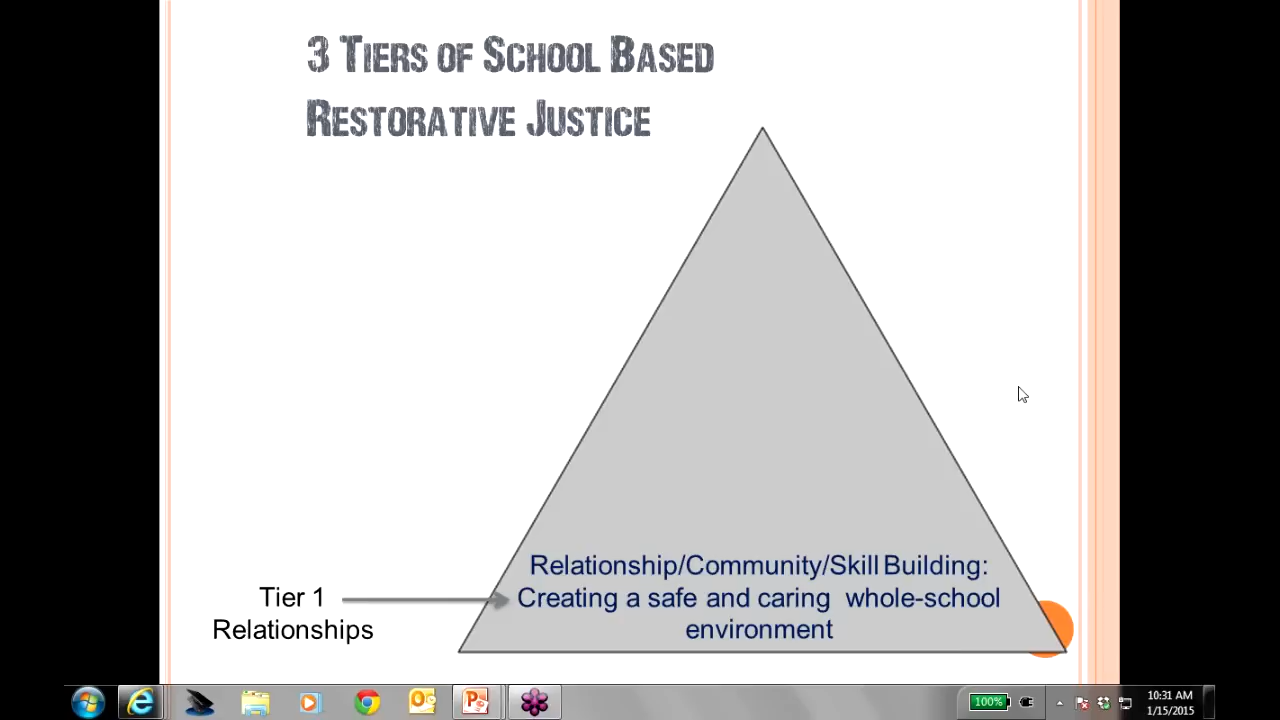 3 TIERS OF SCHOOL BASED
RESTORATIVE JUSTICE
Relationship/Community/Skill Building:
Creating a safe and caring whole-school
environment
Tier 1
Relationships
100%
10:31 AM
1/15/2015